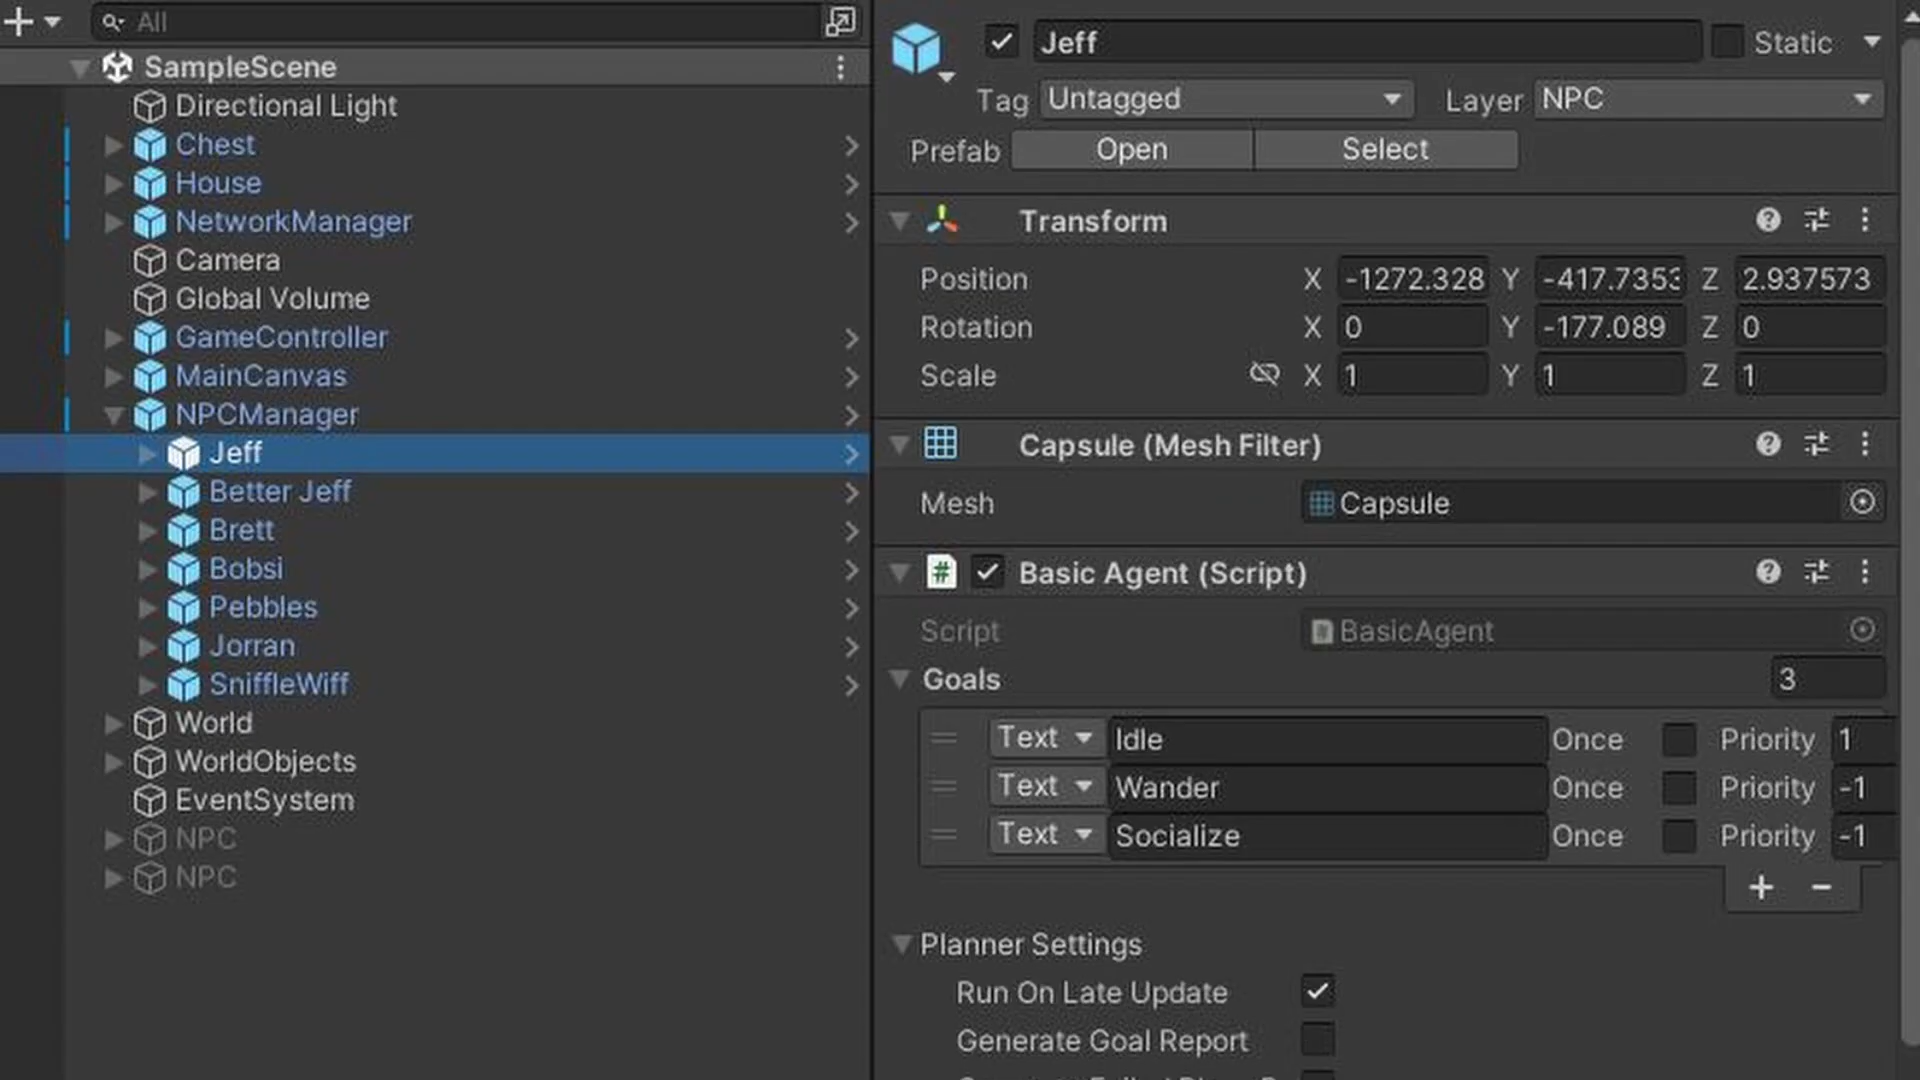 All
SampleScene
Directional Light
Chest
House
NetworkManager
Camera
Global Volume
GameController
MainCanvas
NPCManager
Jeff
Better Jeff
Brett
Bobsi
Pebbles
Jorran
SniffleWiff
World
WorldObjects
EventSystem
NPC
NPC
Jeff Static
Tag Untagged Layer NPC
Prefab Open Select
Transform
Position X -1272.328 Y -417.7353 Z 2.937573
Rotation X 0 Y -177.089 Z 0
Scale X 1 Y 1 Z 1
Capsule (Mesh Filter)
Mesh Capsule
# Basic Agent (Script)
Script BasicAgent
Goals 3
Text Idle Once Priority 1
Text Wander Once Priority -1
Text Socialize Once Priority -1
Planner Settings
Run On Late Update
Generate Goal Report